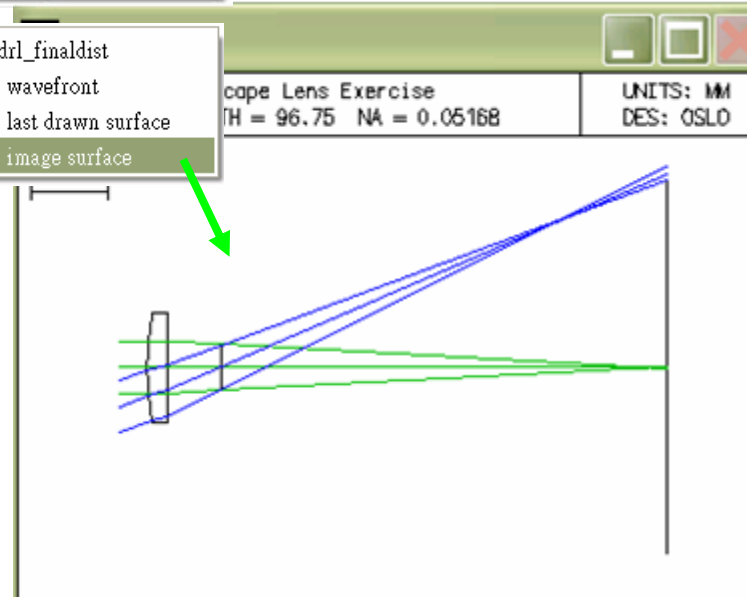 drl_finaldist
wavefront
last drawn surface
image surface
cape Lens Exercise
TH = 96.75 NA = 0.05168
UNITS: MM
DES: OSLO